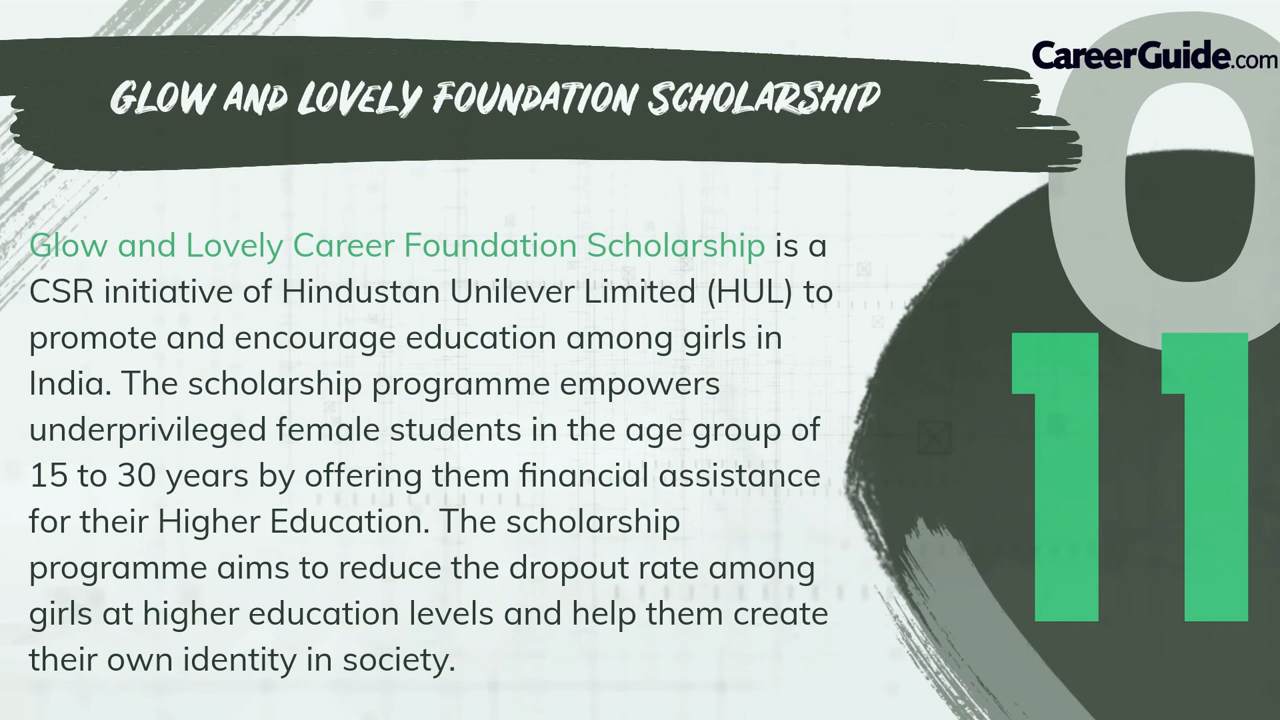 CareerGuide.com
GLOW AND LOVELY FOUNDATION SCHOLARSHIP
0
11
Glow and Lovely Career Foundation Scholarship is a
CSR initiative of Hindustan Unilever Limited (HUL) to
promote and encourage education among girls in
India. The scholarship programme empowers
underprivileged female students in the age group of
15 to 30 years by offering them financial assistance
for their Higher Education. The scholarship
programme aims to reduce the dropout rate among
girls at higher education levels and help them create
their own identity in society.